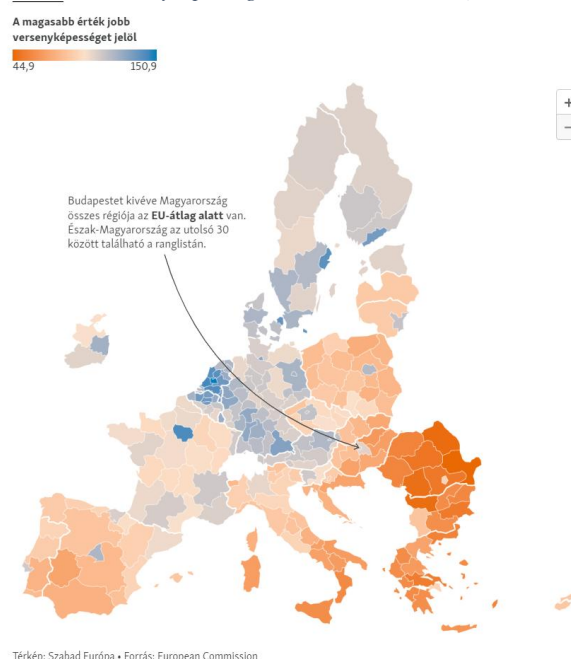 A magasabb érték jobb
versenyképességet jelöl
44,9 150,9
+
−
Budapestet kivéve Magyarország
összes régiója az EU-átlag alatt van.
Észak-Magyarország az utolsó 30
között található a ranglistán.
Térkép: Szabad Európa • Forrás: European Commission